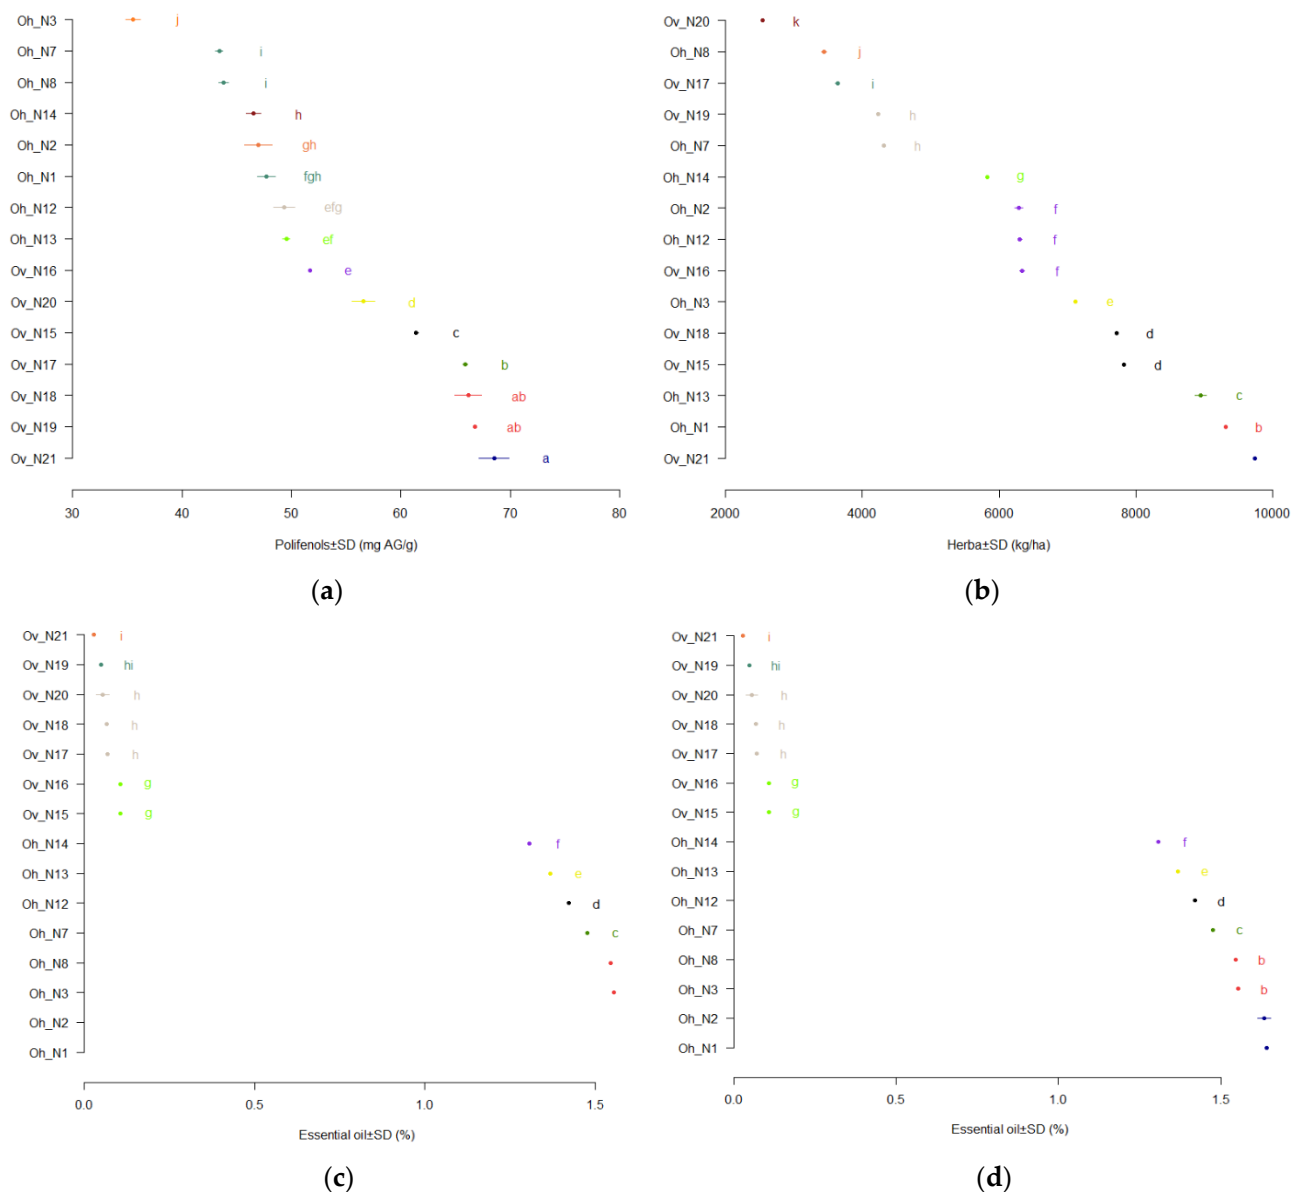 Oh_N3 j
Oh_N7 i
Oh_N8 i
Oh_N14 h
Oh_N2 gh
Oh_N1 fgh
Oh_N12 efg
Oh_N13 ef
Ov_N16 e
Ov_N20 d
Ov_N15 c
Ov_N17 b
Ov_N18 ab
Ov_N19 ab
Ov_N21 a
30 40 50 60 70 80
Polifenols±SD (mg AG/g)
(a)
Ov_N20 k
Oh_N8 j
Ov_N17 i
Ov_N19 h
Oh_N7 h
Oh_N14 g
Oh_N2 f
Oh_N12 f
Ov_N16 f
Oh_N3 e
Ov_N18 d
Ov_N15 d
Oh_N13 c
Oh_N1 b
Ov_N21
2000 4000 6000 8000 10000
Herba±SD (kg/ha)
(b)
Ov_N21 i
Ov_N19 hi
Ov_N20 h
Ov_N18 h
Ov_N17 h
Ov_N16 g
Ov_N15 g
Oh_N14 f
Oh_N13 e
Oh_N12 d
Oh_N7 c
Oh_N8
Oh_N3
Oh_N2
Oh_N1
0.0 0.5 1.0 1.5
Essential oil±SD (%)
(c)
Ov_N21 i
Ov_N19 hi
Ov_N20 h
Ov_N18 h
Ov_N17 h
Ov_N16 g
Ov_N15 g
Oh_N14 f
Oh_N13 e
Oh_N12 d
Oh_N7 c
Oh_N8 b
Oh_N3 b
Oh_N2
Oh_N1
0.0 0.5 1.0 1.5
Essential oil±SD (%)
(d)